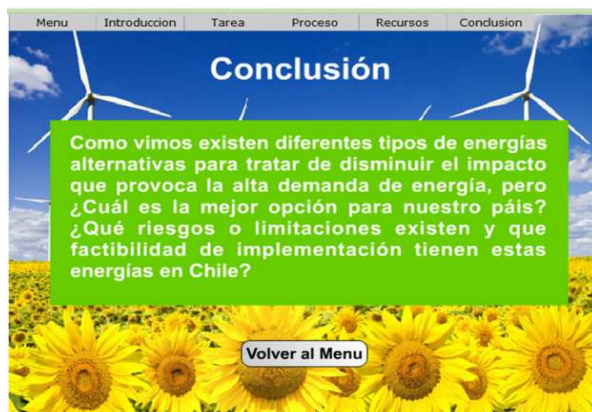 Menu Introduccion Tarea Proceso Recursos Conclusion
Conclusión
Como vimos existen diferentes tipos de energías
alternativas para tratar de disminuir el impacto
que provoca la alta demanda de energía, pero
¿Cuál es la mejor opción para nuestro páis?
¿Qué riesgos o limitaciones existen y que
factibilidad de implementación tienen estas
energías en Chile?
Volver al Menu